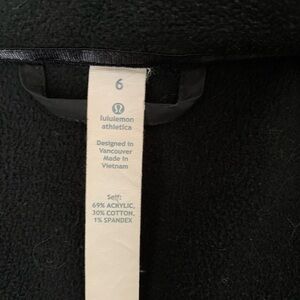 6
lululemon
athletica
Designed in
Vancouver
Made in
Vietnam
Self:
69% ACRYLIC,
30% COTTON,
1% SPANDEX